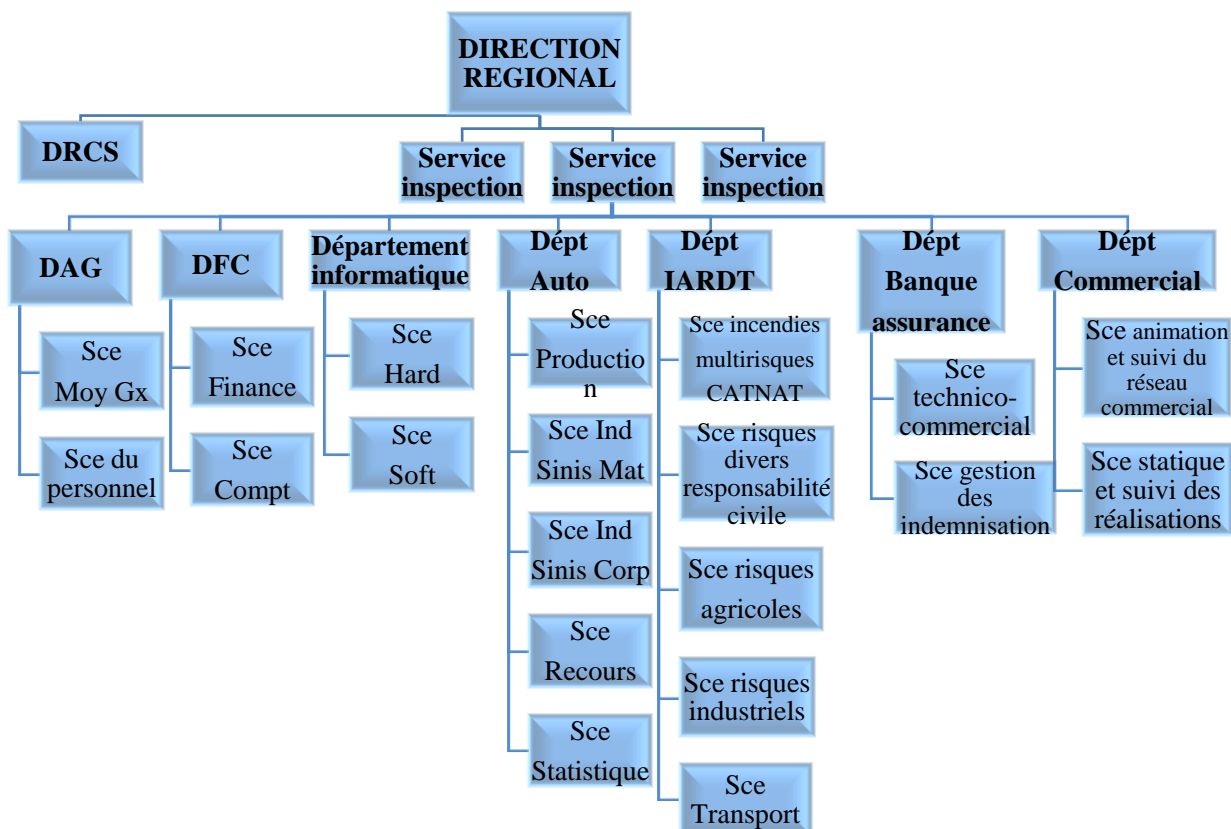 DIRECTION
REGIONAL
DRCS
Service
inspection
Service
inspection
Service
inspection
DAG
DFC
Département
informatique
Dépt
Auto
Dépt
IARDT
Dépt
Banque
assurance
Dépt
Commercial
Sce
Moy Gx
Sce du
personnel
Sce
Finance
Sce
Compt
Sce
Hard
Sce
Soft
Sce
Productio
n
Sce Ind
Sinis Mat
Sce Ind
Sinis Corp
Sce
Recours
Sce
Statistique
Sce incendies
multirisques
CATNAT
Sce risques
divers
responsabilité
civile
Sce risques
agricoles
Sce risques
industriels
Sce
Transport
Sce
technico-
commercial
Sce gestion
des
indemnisation
Sce animation
et suivi du
réseau
commercial
Sce statique
et suivi des
réalisations